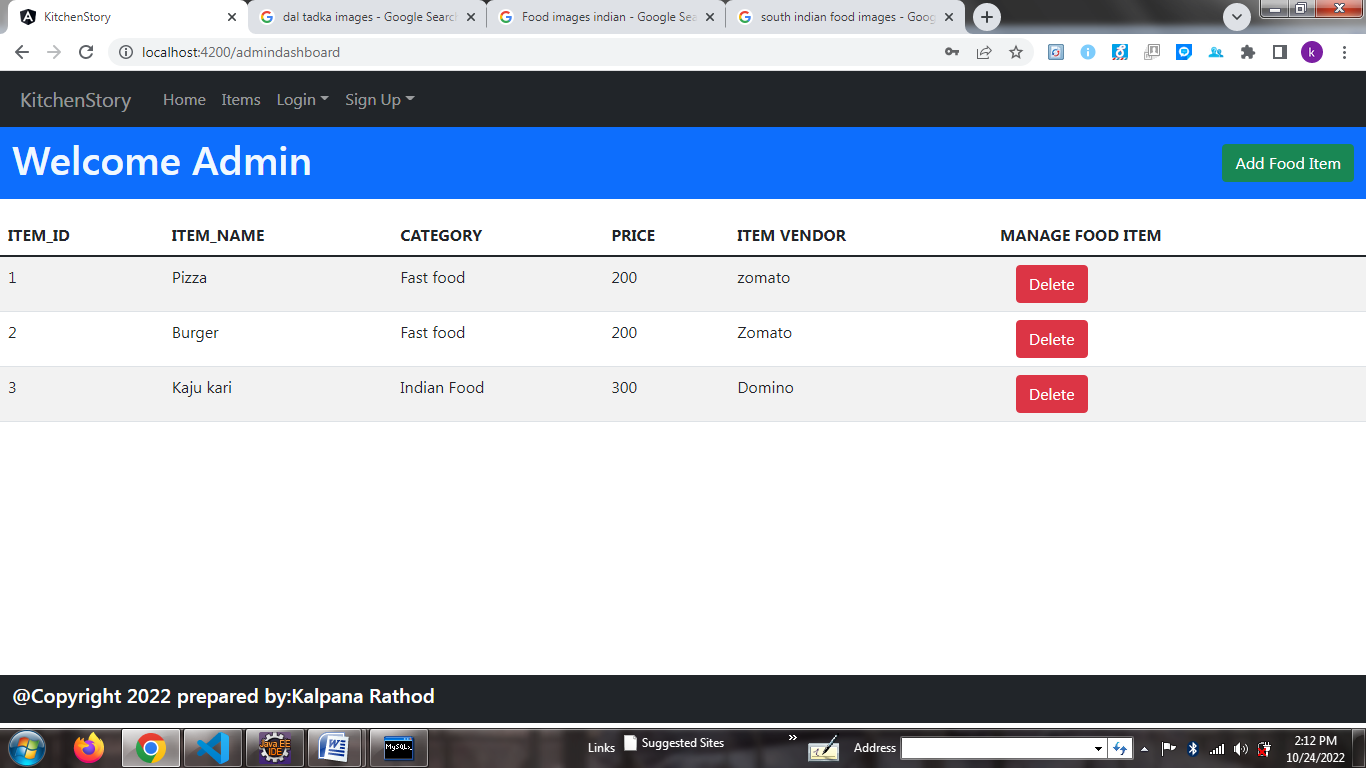 KitchenStory
dal tadka images - Google Search
Food images indian - Google Sea
south indian food images - Goog
localhost:4200/admindashboard
k
KitchenStory Home Items Login Sign Up
Welcome Admin
Add Food Item
ITEM_ID ITEM_NAME CATEGORY PRICE ITEM VENDOR MANAGE FOOD ITEM
1 Pizza Fast food 200 zomato Delete
2 Burger Fast food 200 Zomato Delete
3 Kaju kari Indian Food 300 Domino Delete
@Copyright 2022 prepared by:Kalpana Rathod
Java EE
IDE
MySQL
Links Suggested Sites » Address
2:12 PM
10/24/2022